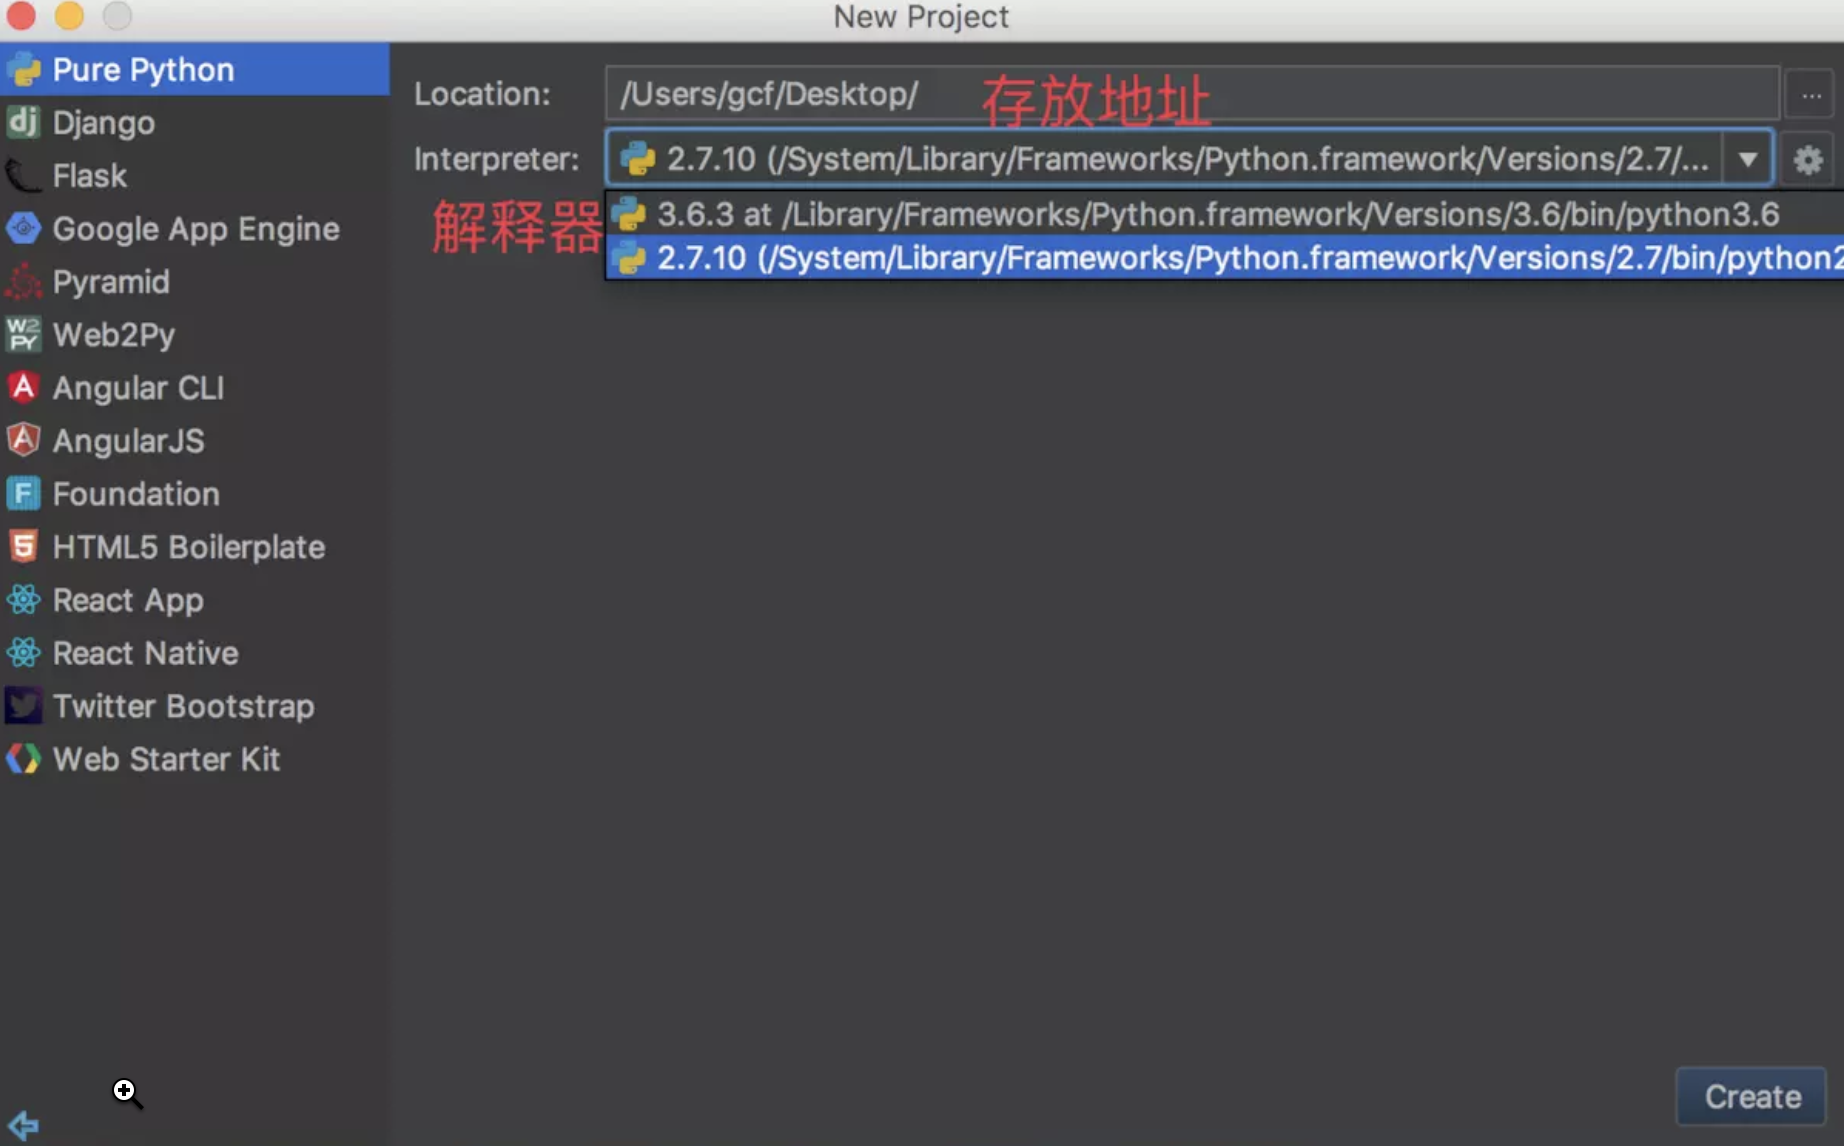 New Project
Pure Python
Django
Flask
Google App Engine
Pyramid
Web2Py
Angular CLI
AngularJS
Foundation
HTML5 Boilerplate
React App
React Native
Twitter Bootstrap
Web Starter Kit
Location: /Users/gcf/Desktop/ 存放地址 ...
Interpreter: 2.7.10 (/System/Library/Frameworks/Python.framework/Versions/2.7/...
解释器
3.6.3 at /Library/Frameworks/Python.framework/Versions/3.6/bin/python3.6
2.7.10 (/System/Library/Frameworks/Python.framework/Versions/2.7/bin/python2
Create